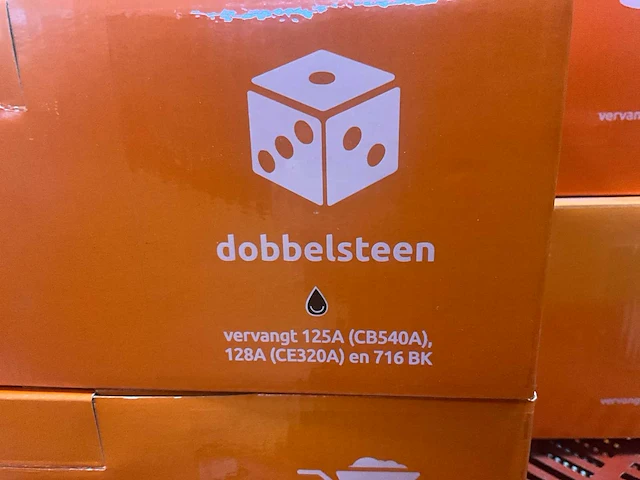 dobbelsteen
vervangt 125A (CB540A),
128A (CE320A) en 716 BK